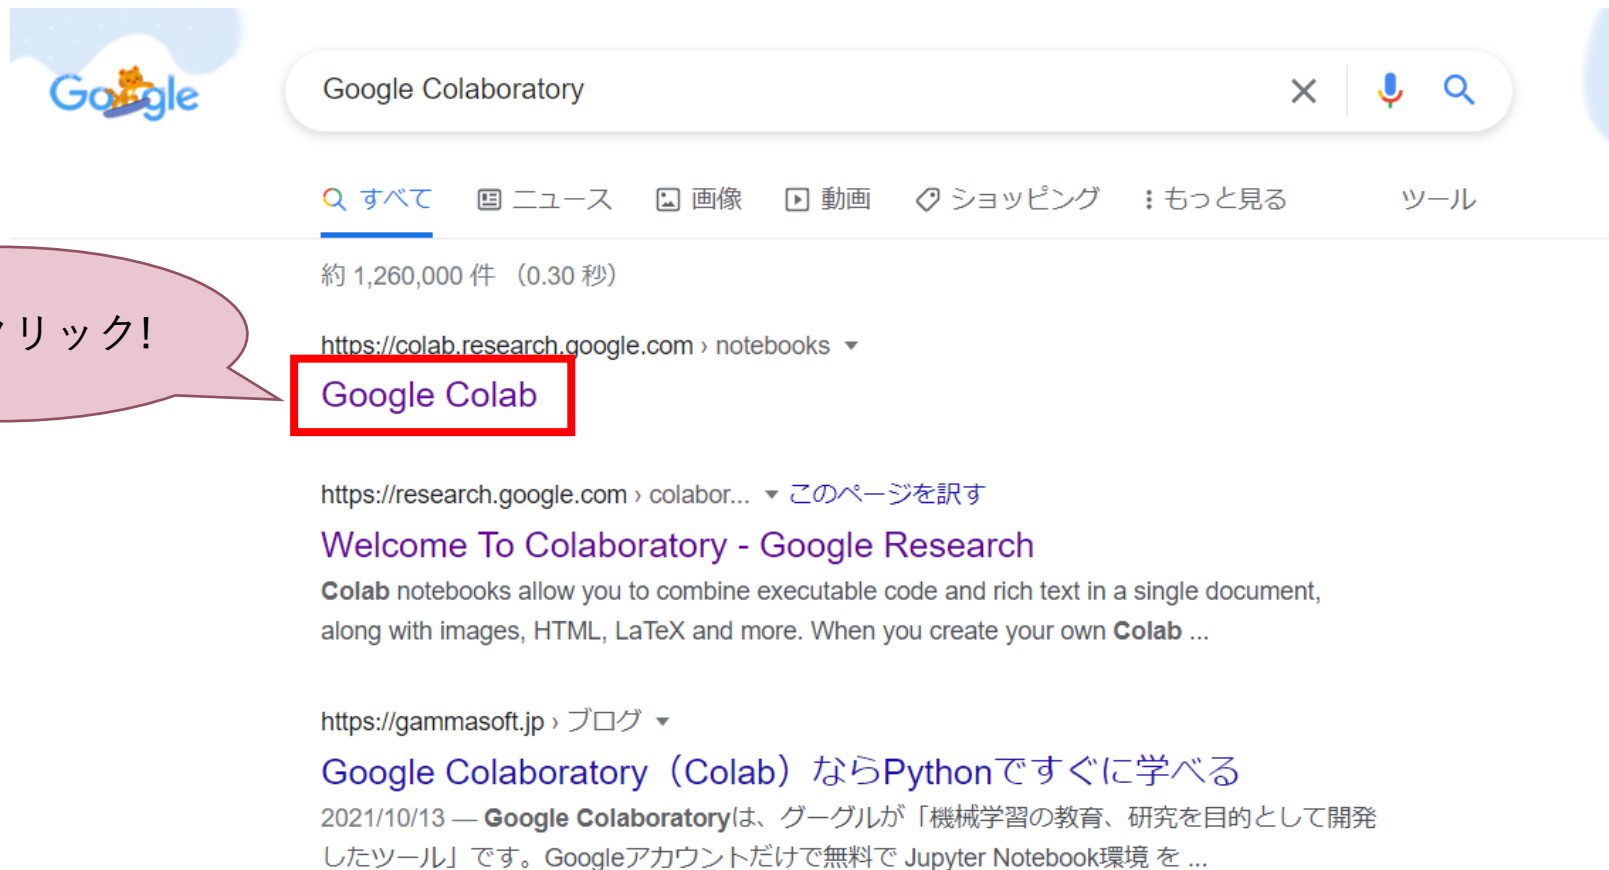 Google
Google Colaboratory
すべて ニュース 画像 動画 ショッピング もっと見る ツール
約 1,260,000 件 （0.30 秒）
リック!
https://colab.research.google.com › notebooks
Google Colab
https://research.google.com › colabor... このページを訳す
Welcome To Colaboratory - Google Research
Colab notebooks allow you to combine executable code and rich text in a single document,
along with images, HTML, LaTeX and more. When you create your own Colab ...
https://gammasoft.jp › ブログ
Google Colaboratory（Colab）ならPythonですぐに学べる
2021/10/13 — Google Colaboratoryは、グーグルが「機械学習の教育、研究を目的として開発
したツール」です。Googleアカウントだけで無料で Jupyter Notebook環境 を ...